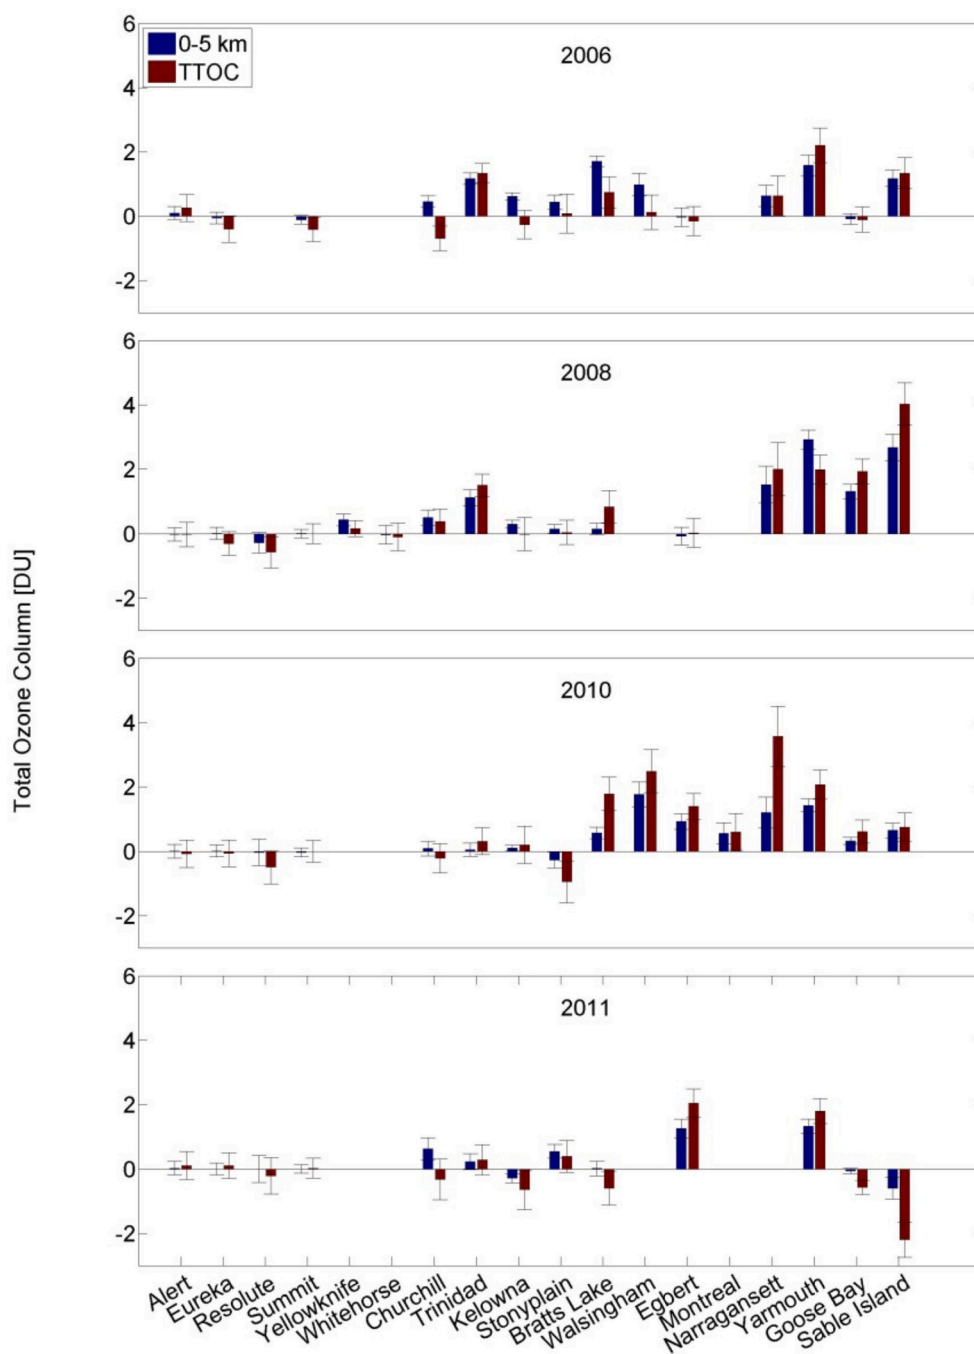 Total Ozone Column [DU]
0-5 km
TTOC
2006
6
4
2
0
-2
2008
6
4
2
0
-2
2010
6
4
2
0
-2
2011
6
4
2
0
-2
Alert
Eureka
Resolute
Summit
Yellowknife
Whitehorse
Churchill
Trinidad
Kelowna
Stonyplain
Bratts Lake
Walsingham
Egbert
Montreal
Narragansett
Yarmouth
Goose Bay
Sable Island